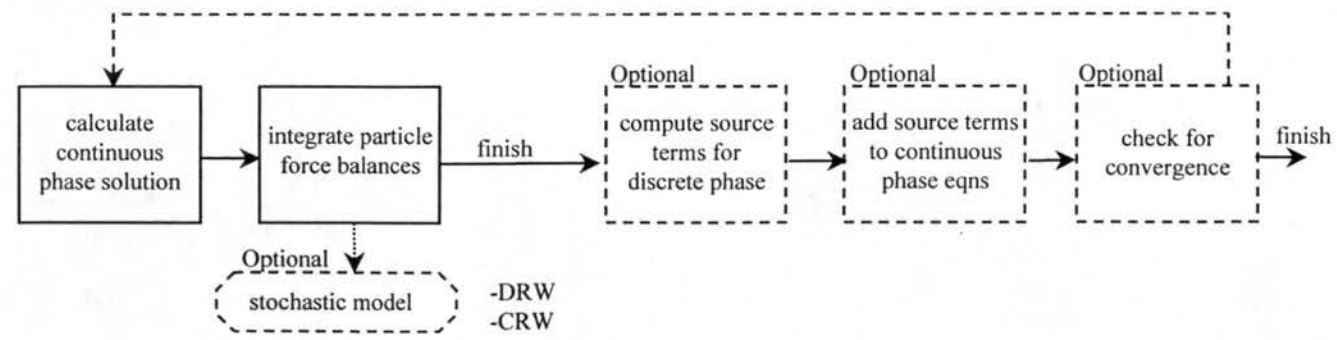 calculate
continuous
phase solution
integrate particle
force balances
finish
Optional
compute source
terms for
discrete phase
Optional
add source terms
to continuous
phase eqns
Optional
check for
convergence
finish
Optional
stochastic model
-DRW
-CRW